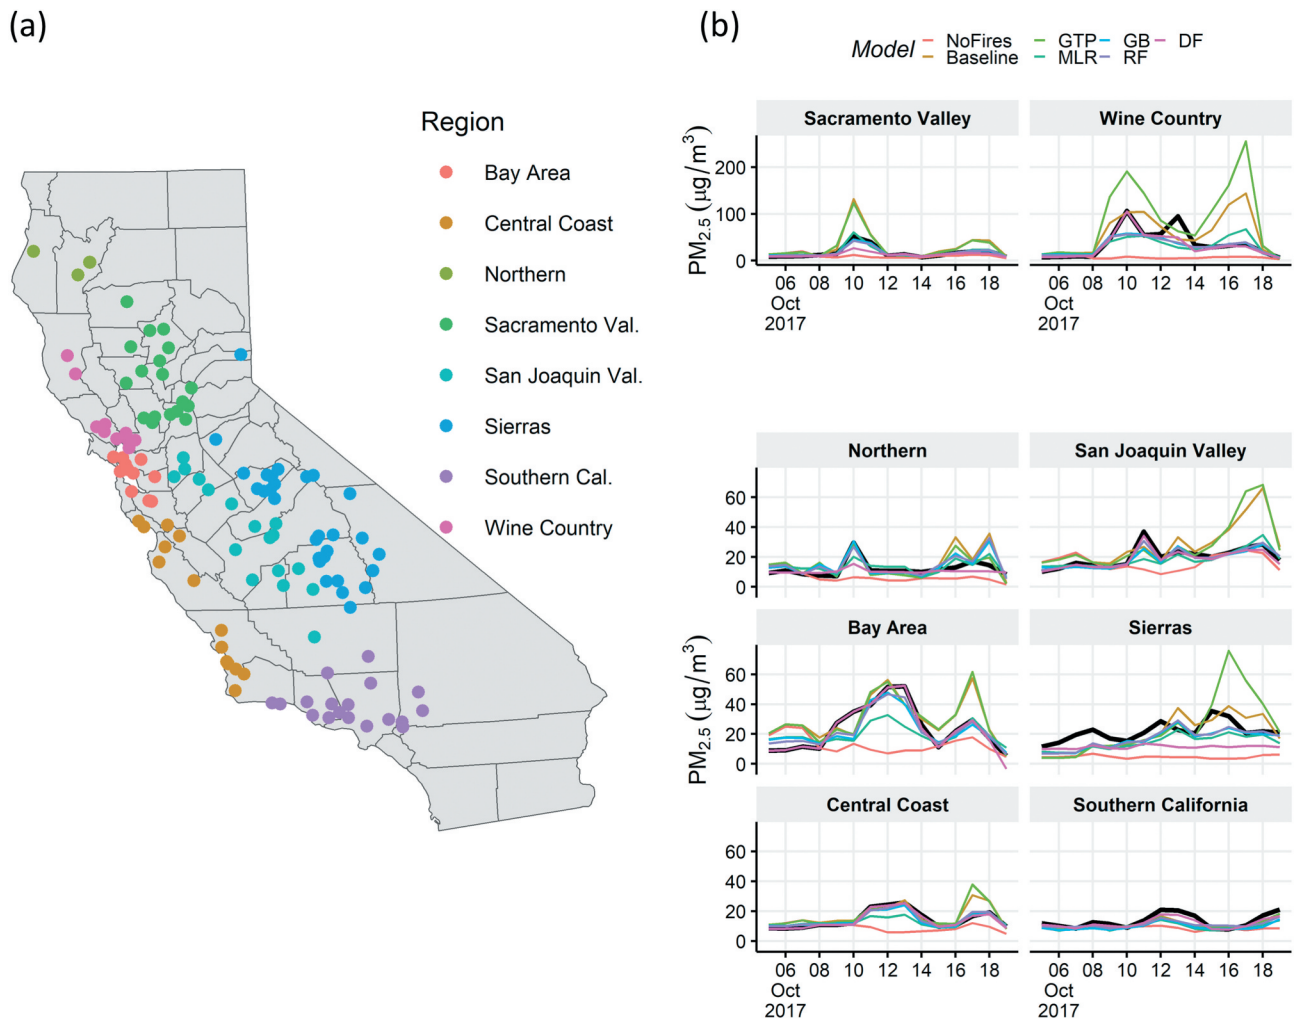 (a)
Region
Bay Area
Central Coast
Northern
Sacramento Val.
San Joaquin Val.
Sierras
Southern Cal.
Wine Country
(b)
Model NoFires GTP GB DF
Baseline MLR RF
Sacramento Valley Wine Country
PM2.5 (μg/m³)
200
100
0
06 08 10 12 14 16 18 06 08 10 12 14 16 18
Oct Oct
2017 2017
Northern San Joaquin Valley
60
40
20
0
Bay Area Sierras
PM2.5 (μg/m³)
60
40
20
0
Central Coast Southern California
60
40
20
0
06 08 10 12 14 16 18 06 08 10 12 14 16 18
Oct Oct
2017 2017